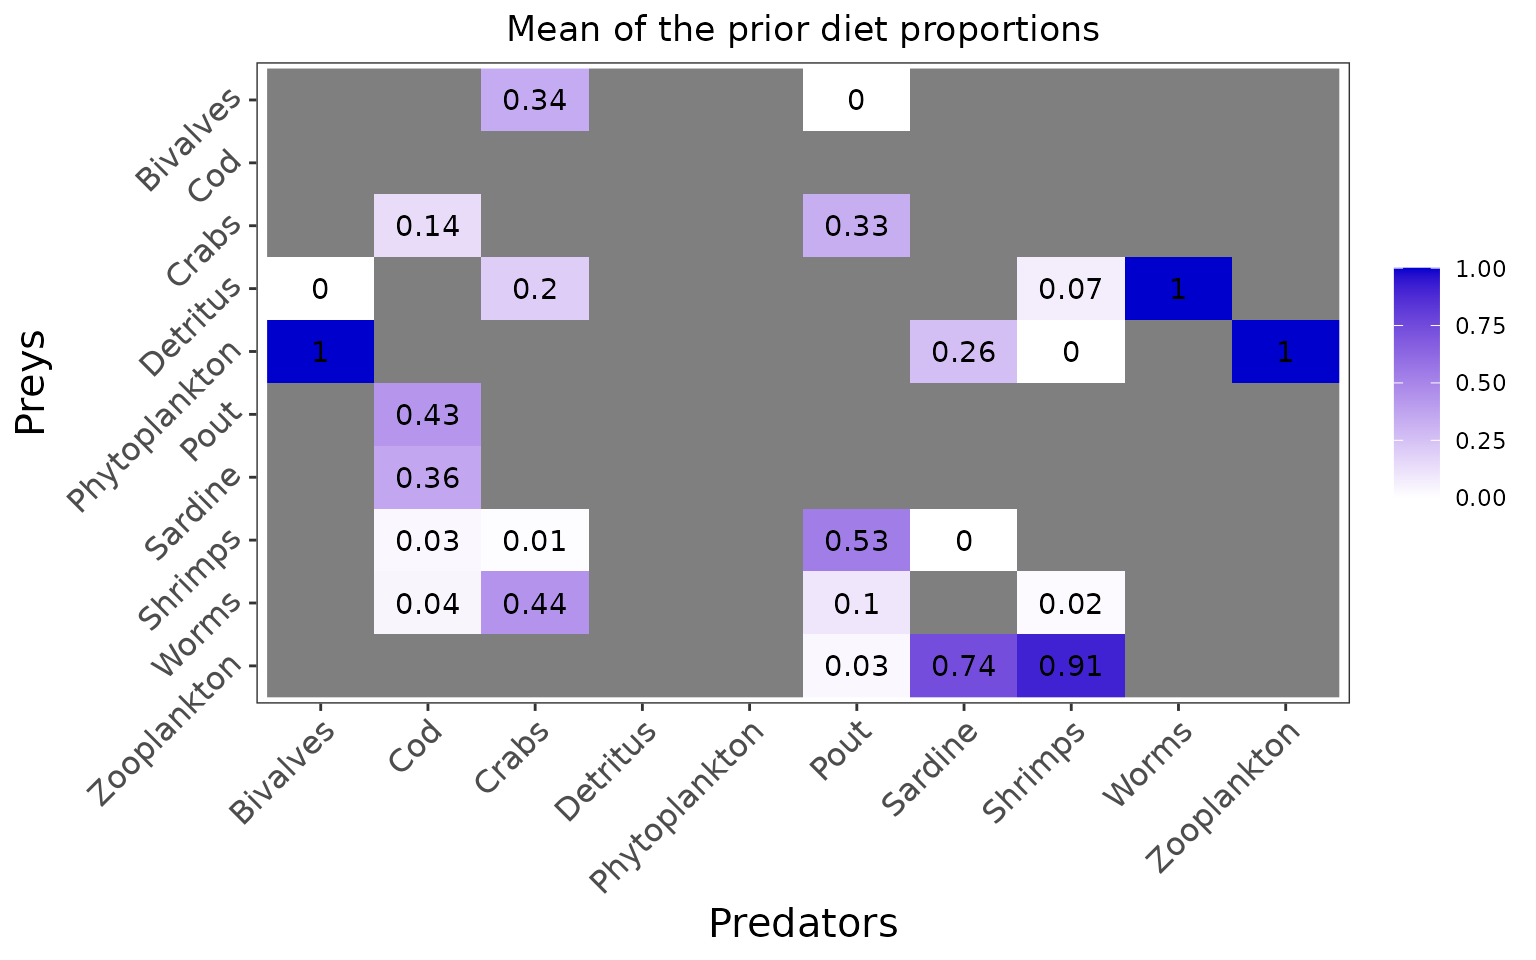 Mean of the prior diet proportions
Preys
Bivalves 0.34 0
Cod
Crabs 0.14 0.33
Detritus 0 0.2 0.07 1
Phytoplankton 1 0.26 0 1
Pout 0.43
Sardine 0.36
Shrimps 0.03 0.01 0.53 0
Worms 0.04 0.44 0.1 0.02
Zooplankton 0.03 0.74 0.91
Bivalves Cod Crabs Detritus Phytoplankton Pout Sardine Shrimps Worms Zooplankton
Predators
1.00
0.75
0.50
0.25
0.00